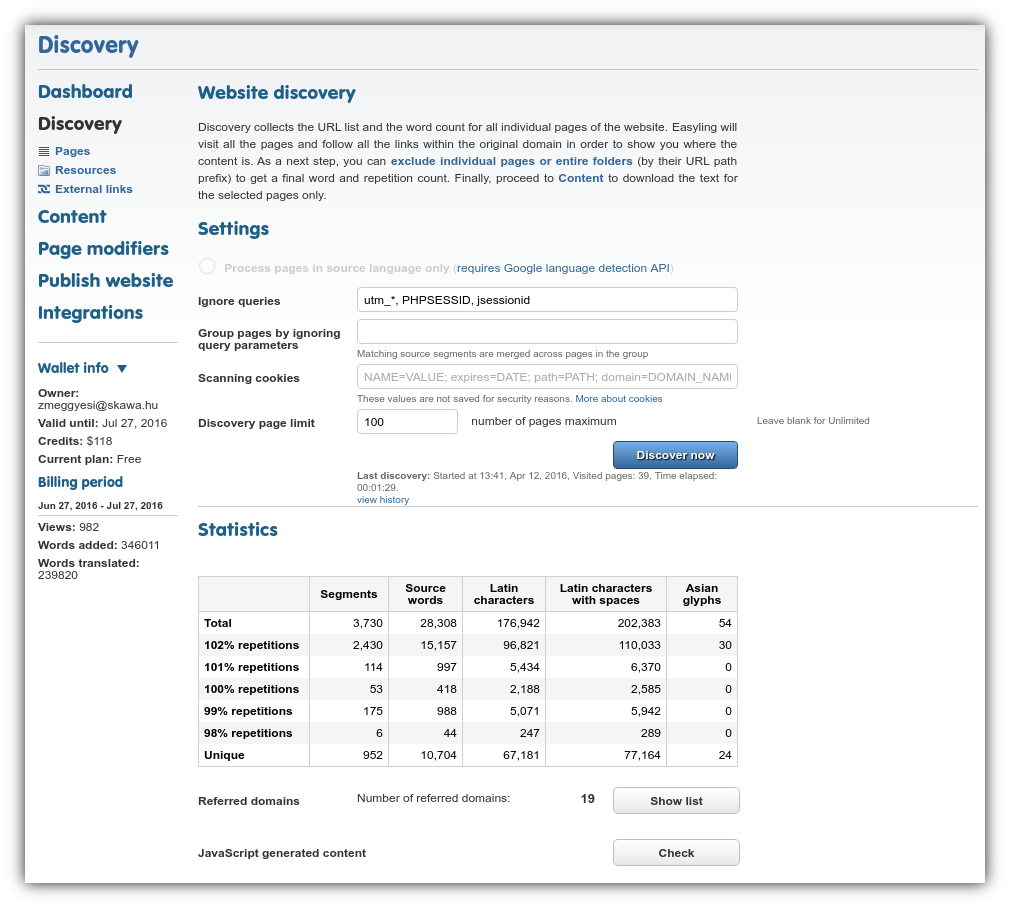 Discovery
Dashboard
Discovery
Pages
Resources
External links
Content
Page modifiers
Publish website
Integrations
Wallet info
Owner:
zmeggyesi@skawa.hu
Valid until: Jul 27, 2016
Credits: $118
Current plan: Free
Billing period
Jun 27, 2016 - Jul 27, 2016
Views: 982
Words added: 346011
Words translated:
239820
Website discovery
Discovery collects the URL list and the word count for all individual pages of the website. Easyling
will visit all the pages and follow all the links within the original domain in order to show you where the
content is. As a next step, you can exclude individual pages or entire folders (by their URL path
prefix) to get a final word and repetition count. Finally, proceed to Content to download the text for
the selected pages only.
Settings
Process pages in source language only (requires Google language detection API)
Ignore queries utm_*, PHPSESSID, jsessionid
Group pages by ignoring
query parameters
Matching source segments are merged across pages in the group
Scanning cookies NAME=VALUE; expires=DATE; path=PATH; domain=DOMAIN_NAMI
These values are not saved for security reasons. More about cookies
Discovery page limit 100 number of pages maximum Leave blank for Unlimited
Discover now
Last discovery: Started at 13:41, Apr 12, 2016, Visited pages: 39, Time elapsed:
00:01:29.
view history
Statistics
Segments Source words Latin characters Latin characters with spaces Asian glyphs
Total 3,730 28,308 176,942 202,383 54
102% repetitions 2,430 15,157 96,821 110,033 30
101% repetitions 114 997 5,434 6,370 0
100% repetitions 53 418 2,188 2,585 0
99% repetitions 175 988 5,071 5,942 0
98% repetitions 6 44 247 289 0
Unique 952 10,704 67,181 77,164 24
Referred domains Number of referred domains: 19 Show list
JavaScript generated content Check